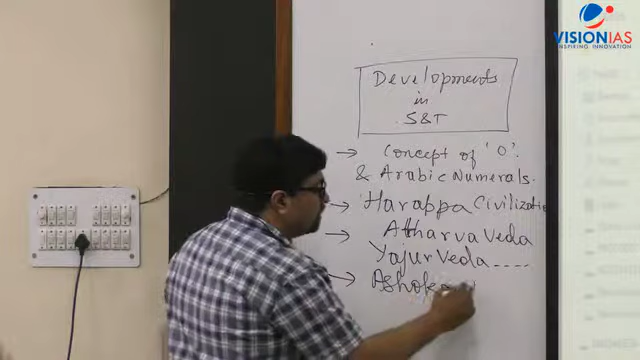 VISIONIAS
INSPIRING INNOVATION
Developments
in
S&T
→ Concept of '0'.
& Arabic Numerals.
→ Harappa Civilization
→ Atharva Veda
Yajur Veda -----
→ Ashoka